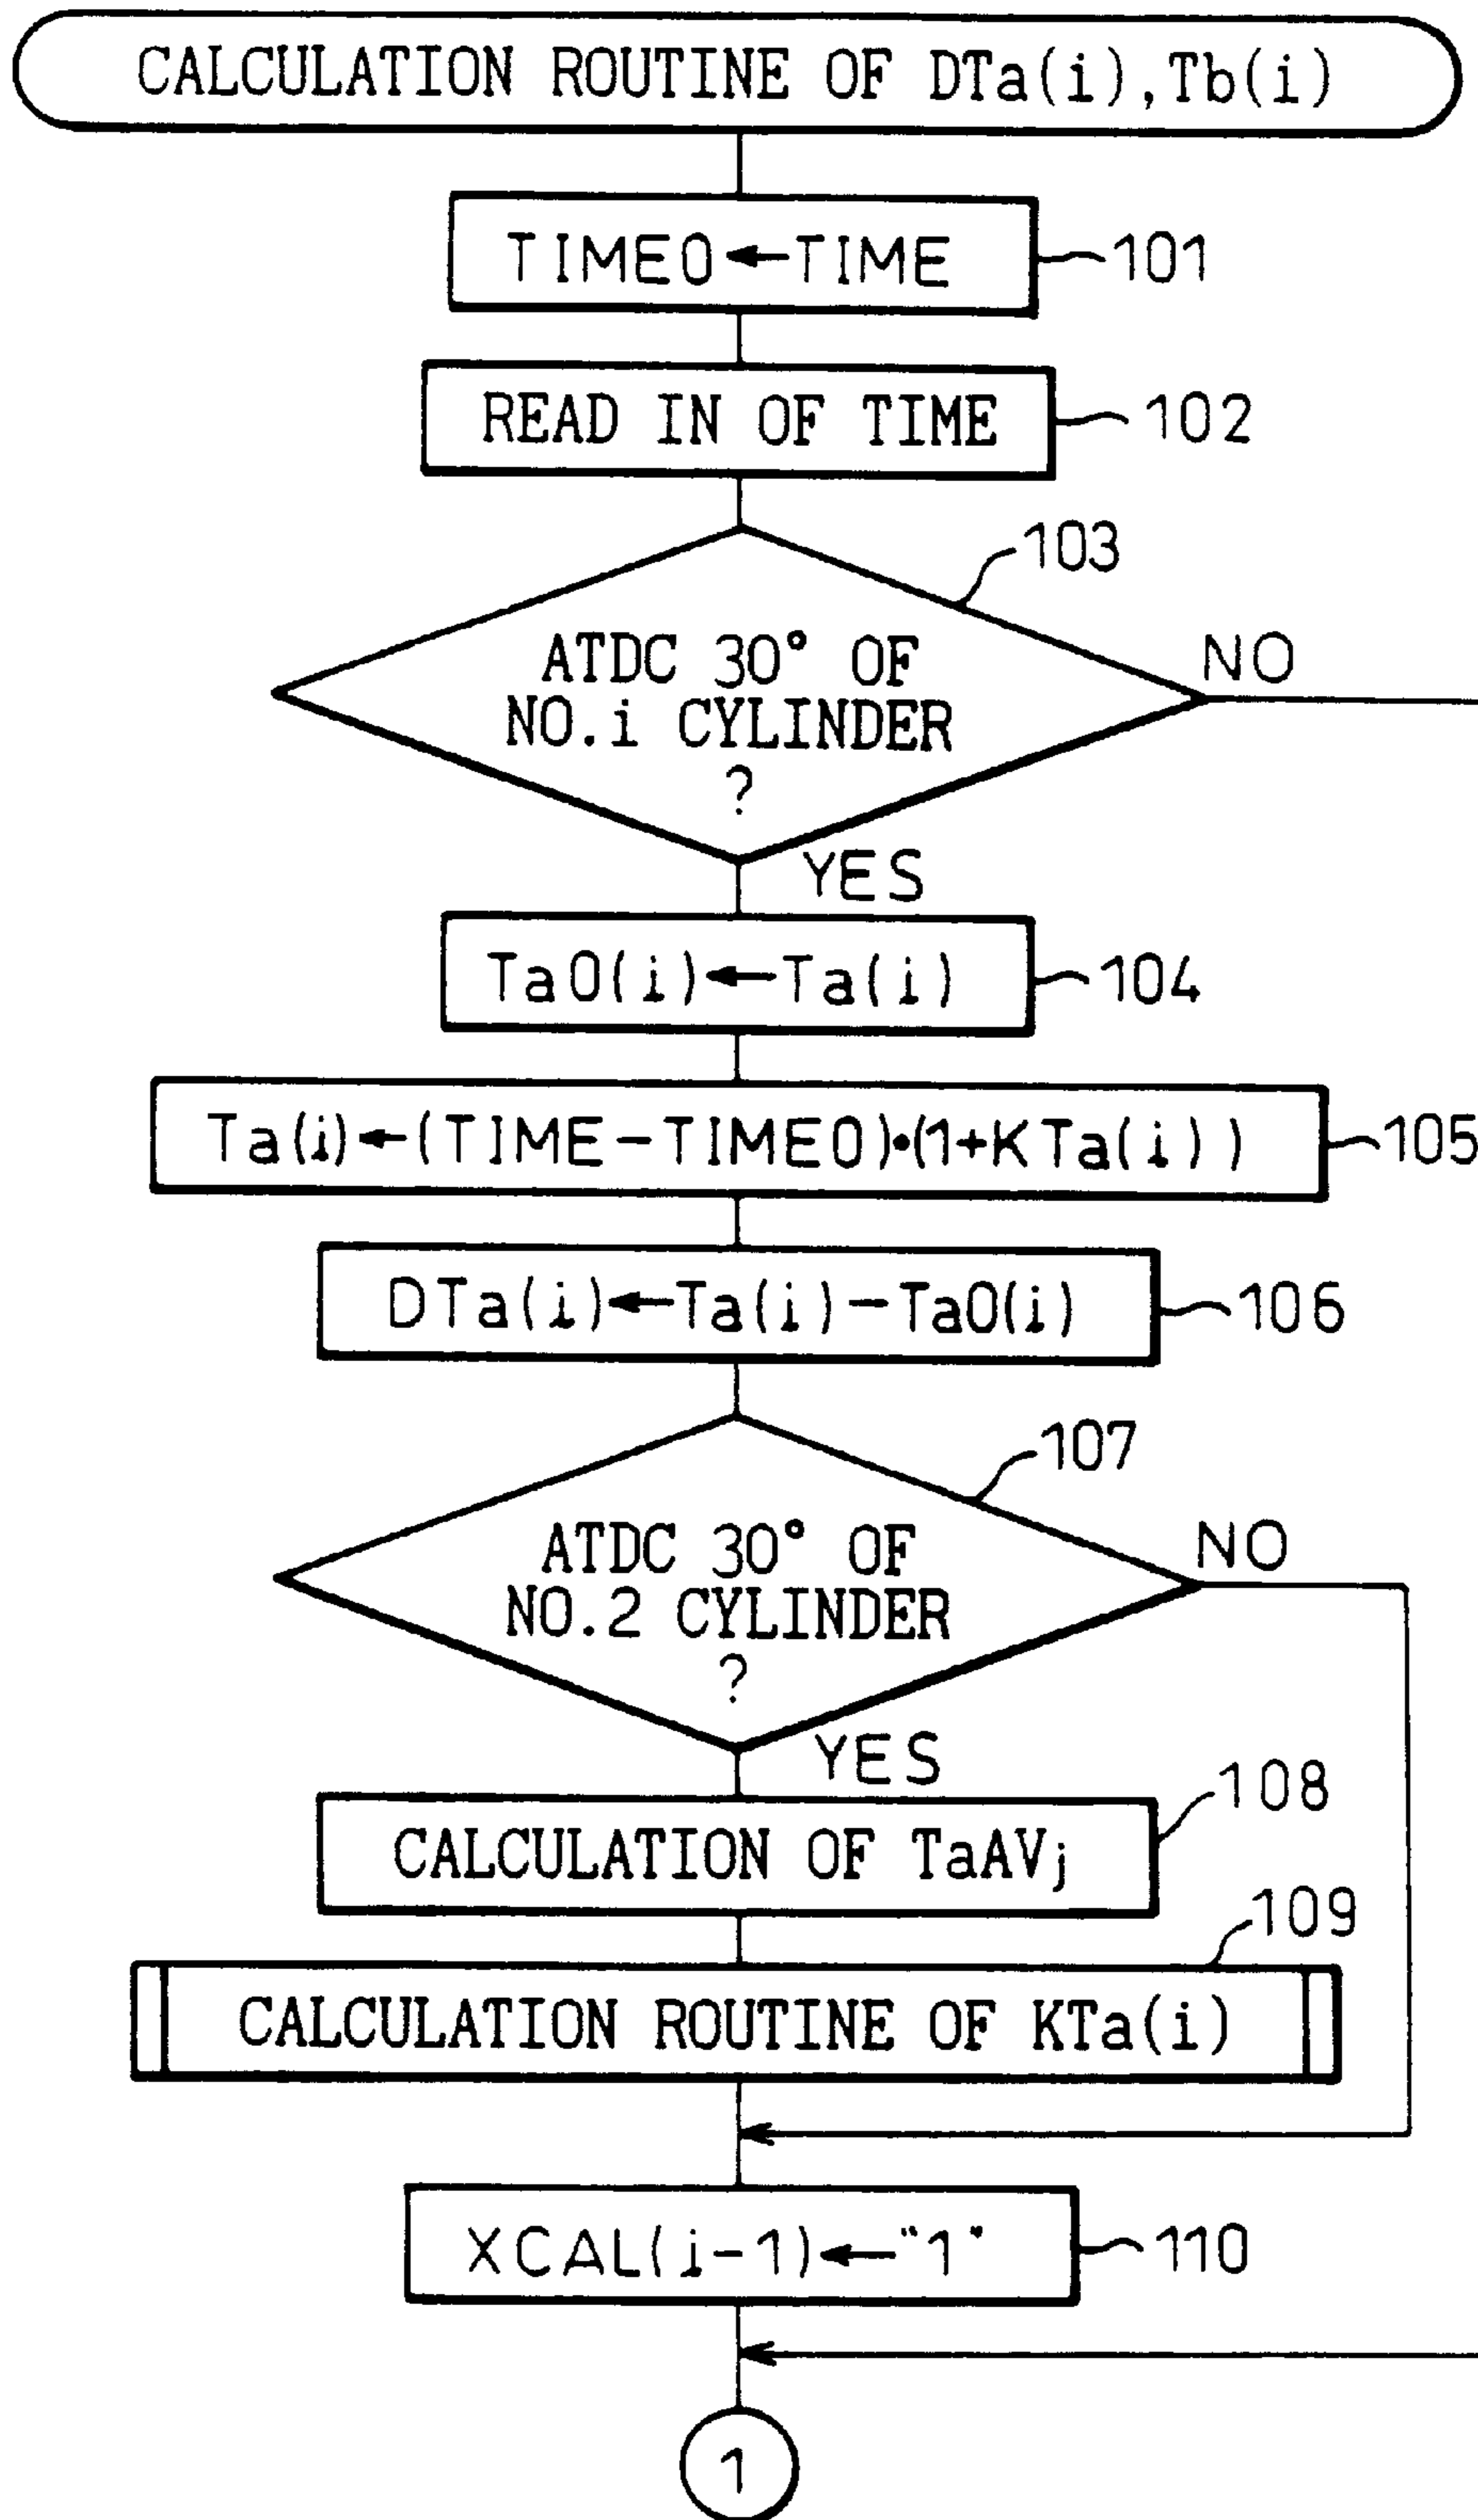 CALCULATION ROUTINE OF DTa(i),Tb(i)
TIME0←TIME
101
READ IN OF TIME
102
103
ATDC 30° OF
NO.i CYLINDER
?
NO
YES
Ta0(i)←Ta(i)
104
Ta(i)←(TIME-TIME0)•(1+KTa(i))
105
DTa(i)←Ta(i)-Ta0(i)
106
107
ATDC 30° OF
NO.2 CYLINDER
?
NO
YES
108
CALCULATION OF TaAVj
109
CALCULATION ROUTINE OF KTa(i)
XCAL(i-1)←"1"
110
1